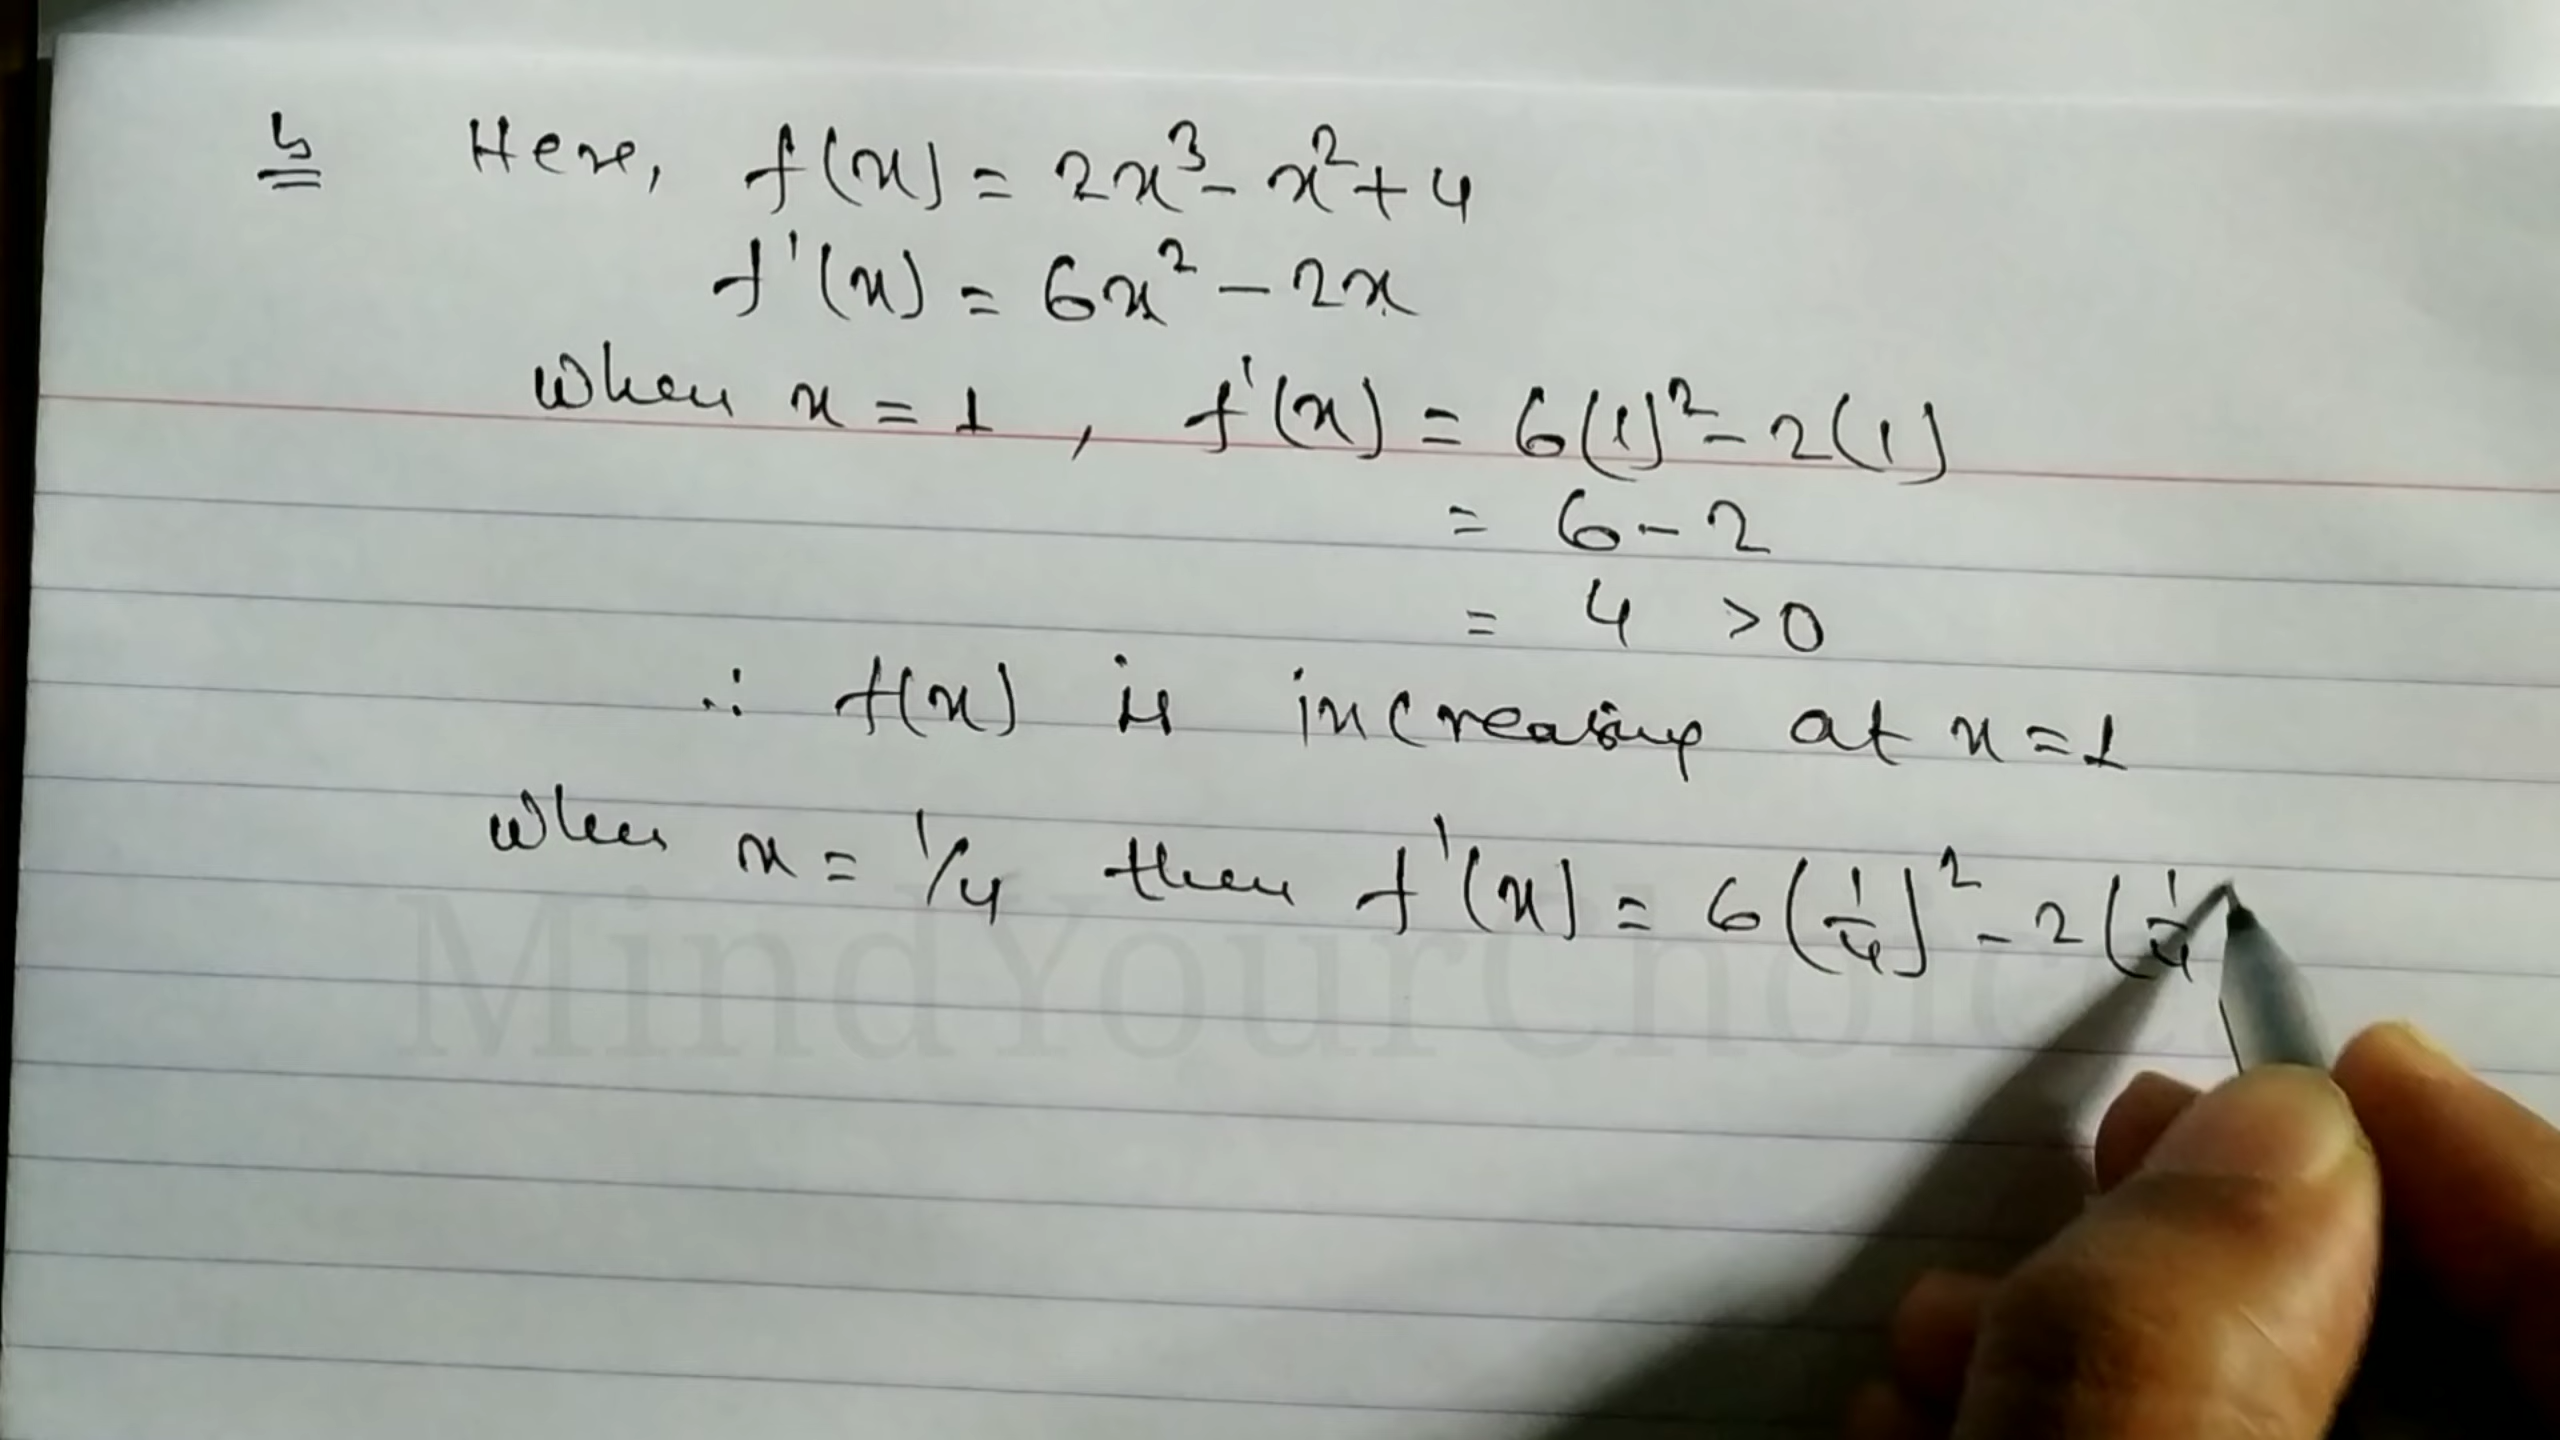 b Here, f(x) = 2x³ - x² + 4
f'(x) = 6x² - 2x
when x = 1, f'(x) = 6(1)² - 2(1)
= 6 - 2
= 4 > 0
∴ f(x) is increasing at x = 1
when x = 1/4 then f'(x) = 6(1/4)² - 2(1/4
MindYourChoice